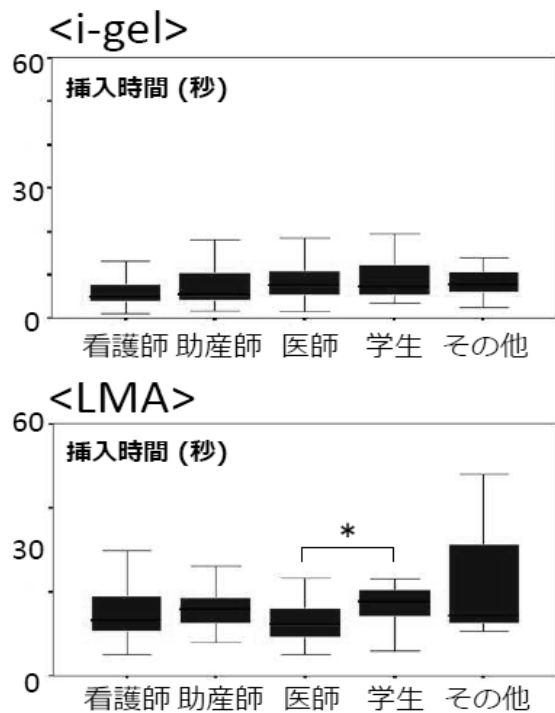 <i-gel>
60
挿入時間 (秒)
30
0
看護師 助産師 医師 学生 その他
<LMA>
60
挿入時間 (秒)
30
*
0
看護師 助産師 医師 学生 その他